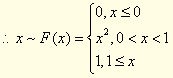 ∴ x ~ F(x) = { 0, x ≤ 0
x², 0 < x < 1
1, 1 ≤ x